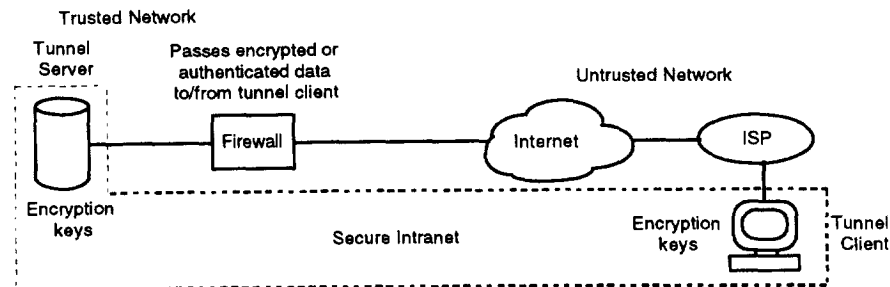 Trusted Network
Tunnel
Server
Passes encrypted or
authenticated data
to/from tunnel client
Untrusted Network
Firewall
Internet
ISP
Encryption
keys
Secure Intranet
Encryption
keys
Tunnel
Client